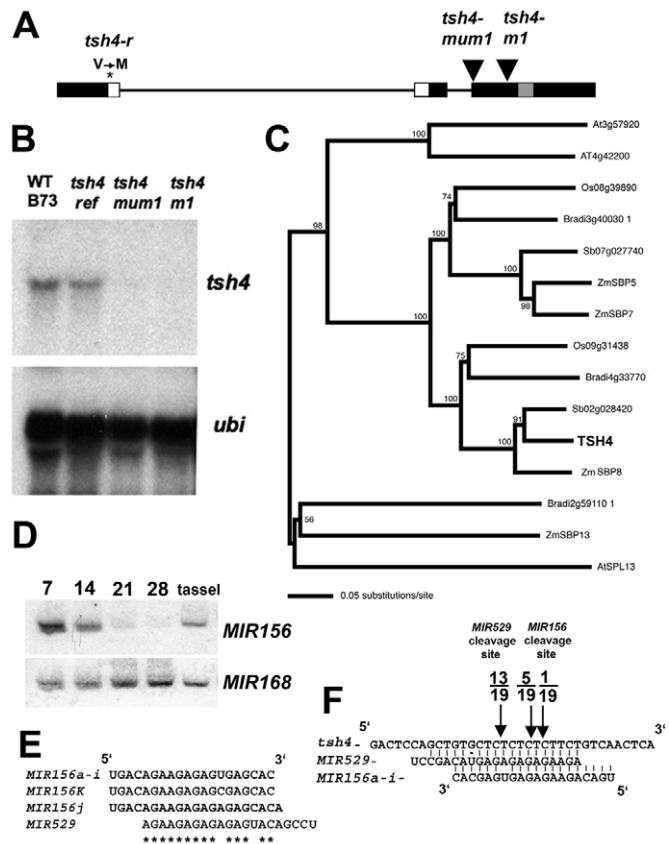 A
tsh4-r
V→M
*
tsh4-
mum1
tsh4-
m1
B
WT
B73
tsh4
ref
tsh4
mum1
tsh4
m1
tsh4
ubi
C
At3g57920
AT4g42200
Os08g39890
Bradi3g40030 1
Sb07g027740
ZmSBP5
ZmSBP7
Os09g31438
Bradi4g33770
Sb02g028420
TSH4
Zm SBP8
Bradi2g59110 1
ZmSBP13
AtSPL13
100
98
74
100
100
98
100
75
100
91
100
56
0.05 substitutions/site
D
7 14 21 28 tassel
MIR156
MIR168
E
5' 3'
MIR156a-i UGACAGAAGAGAGUGAGCAC
MIR156K UGACAGAAGAGAGCGAGCAC
MIR156j UGACAGAAGAGAGAGAGCACA
MIR529 AGAAGAGAGAGAGUACAGCCU
********* *** **
F
MIR529
cleavage
site
MIR156
cleavage
site
13/19 5/19 1/19
5' 3'
tsh4- GACTCCAGCTGTGCTCTCTCTCTTCTGTCAACTCA
MIR529- UCCGACAUGAGAGAGAGAAGA
MIR156a-i- CACGAGUGAGAGAAGACAGU
3' 5'